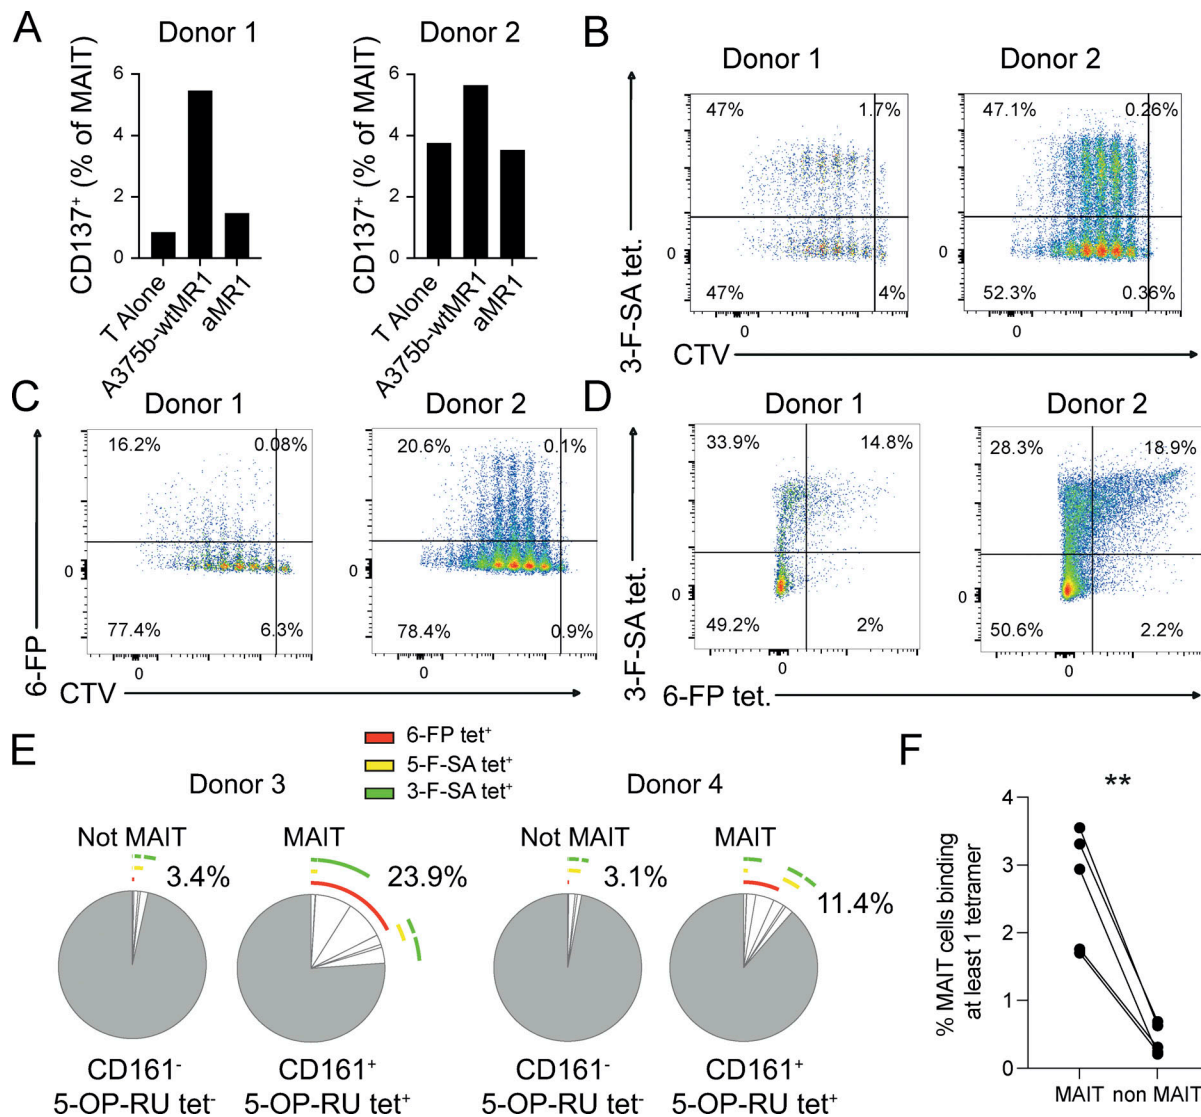 A
Donor 1
Donor 2
CD137+ (% of MAIT)
6
4
2
0
T Alone
A375b-wtMR1
aMR1
CD137+ (% of MAIT)
6
4
2
0
T Alone
A375b-wtMR1
aMR1
B
Donor 1
Donor 2
3-F-SA tet.
47%
1.7%
0
47%
4%
0
47.1%
0.26%
0
52.3%
0.36%
0
CTV
C
Donor 1
Donor 2
6-FP
16.2%
0.08%
0
77.4%
6.3%
0
20.6%
0.1%
0
78.4%
0.9%
0
CTV
D
Donor 1
Donor 2
3-F-SA tet.
33.9%
14.8%
0
49.2%
2%
0
28.3%
18.9%
0
50.6%
2.2%
0
6-FP tet.
E
6-FP tet+
5-F-SA tet+
3-F-SA tet+
Donor 3
Donor 4
Not MAIT
MAIT
Not MAIT
MAIT
3.4%
23.9%
3.1%
11.4%
CD161-
5-OP-RU tet-
CD161+
5-OP-RU tet+
CD161-
5-OP-RU tet-
CD161+
5-OP-RU tet+
F
**
% MAIT cells binding
at least 1 tetramer
4
3
2
1
0
MAIT
non MAIT